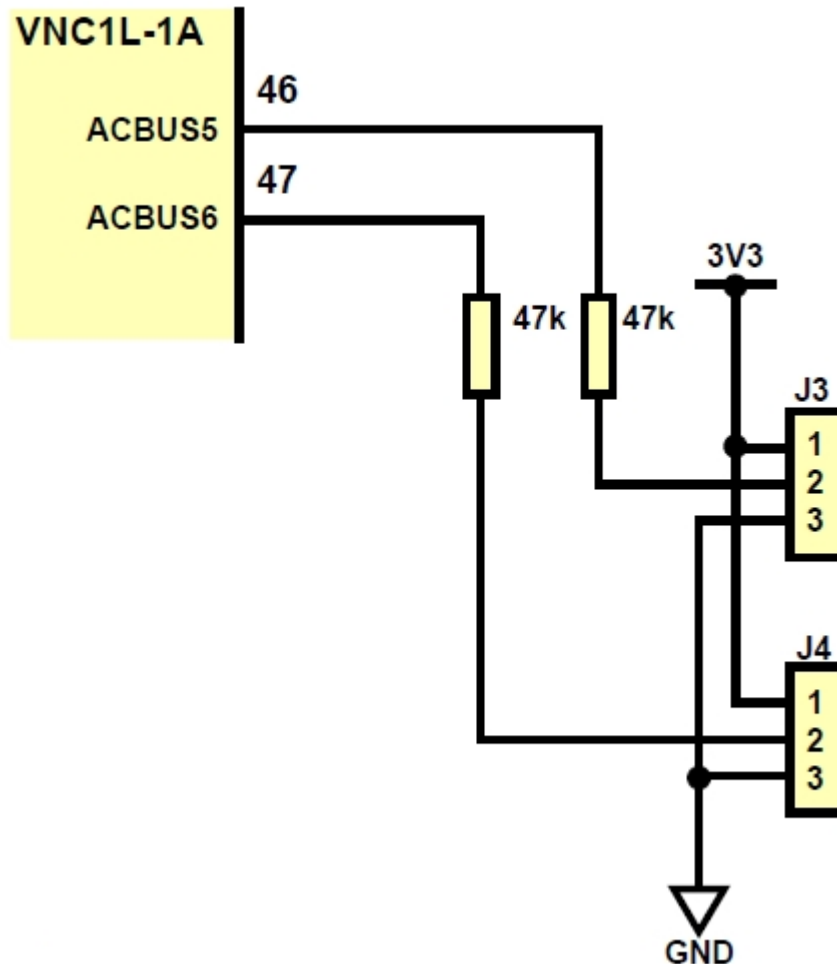 VNC1L-1A
46
ACBUS5
47
ACBUS6
3V3
47k 47k
J3
1
2
3
J4
1
2
3
GND